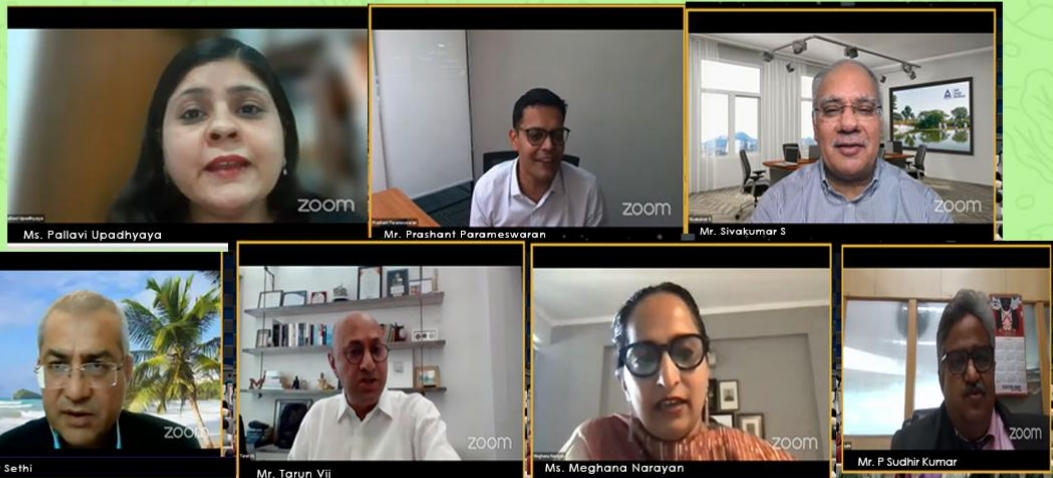 zoom
Ms. Pallavi Upadhyaya
zoom
Mr. Prashant Parameswaran
zoom
Mr. Sivakumar S
zoom
Sethi
zoom
Mr. Tarun Vij
zoom
Ms. Meghana Narayan
zoom
Mr. P Sudhir Kumar